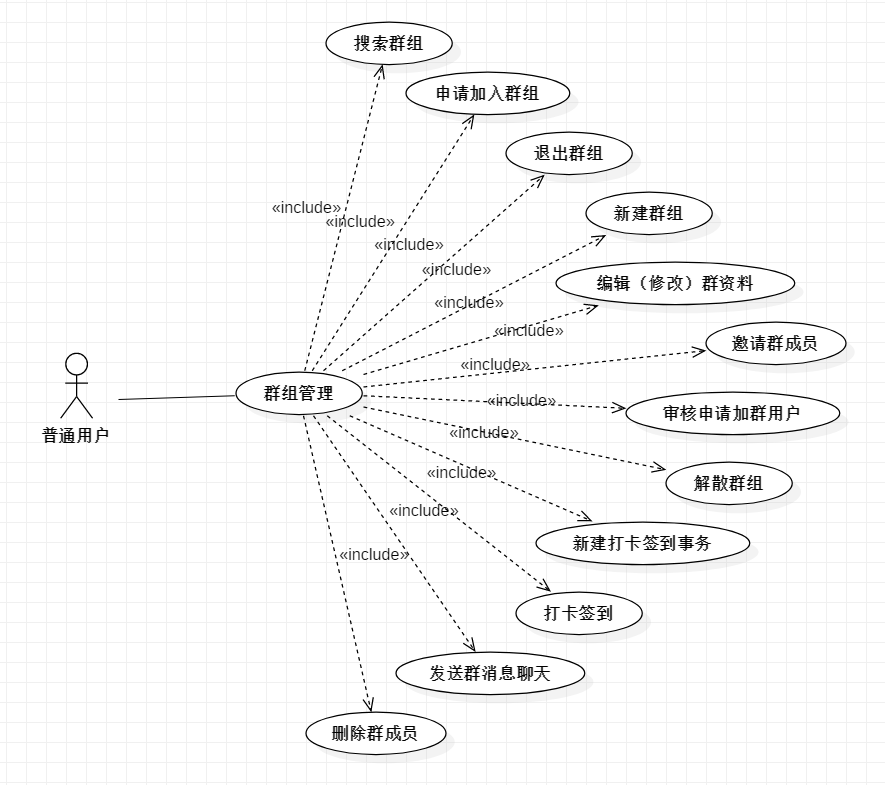 搜索群组
申请加入群组
退出群组
«include»
新建群组
«include»
«include»
«include»
编辑（修改）群资料
«include»
«include»
邀请群成员
«include»
群组管理
«include»
审核申请加群用户
普通用户
«include»
«include»
解散群组
«include»
新建打卡签到事务
«include»
打卡签到
发送群消息聊天
删除群成员